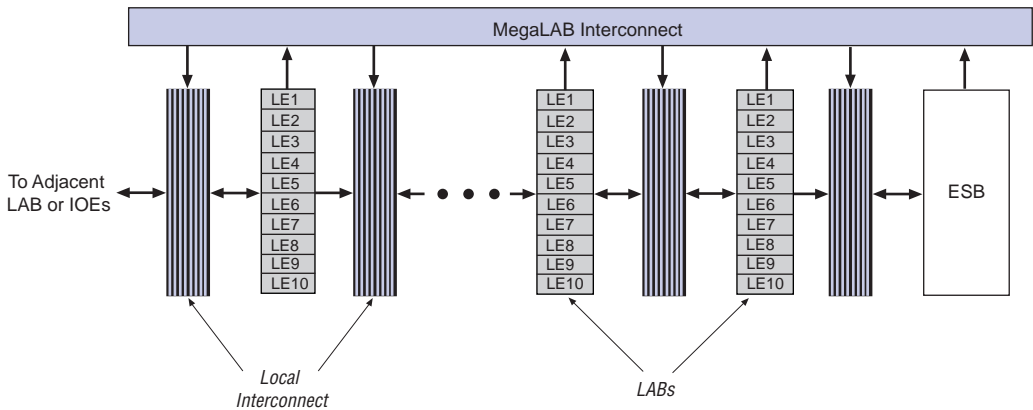 MegaLAB Interconnect
To Adjacent
LAB or IOEs
LE1
LE2
LE3
LE4
LE5
LE6
LE7
LE8
LE9
LE10
LE1
LE2
LE3
LE4
LE5
LE6
LE7
LE8
LE9
LE10
LE1
LE2
LE3
LE4
LE5
LE6
LE7
LE8
LE9
LE10
ESB
Local
Interconnect
LABs